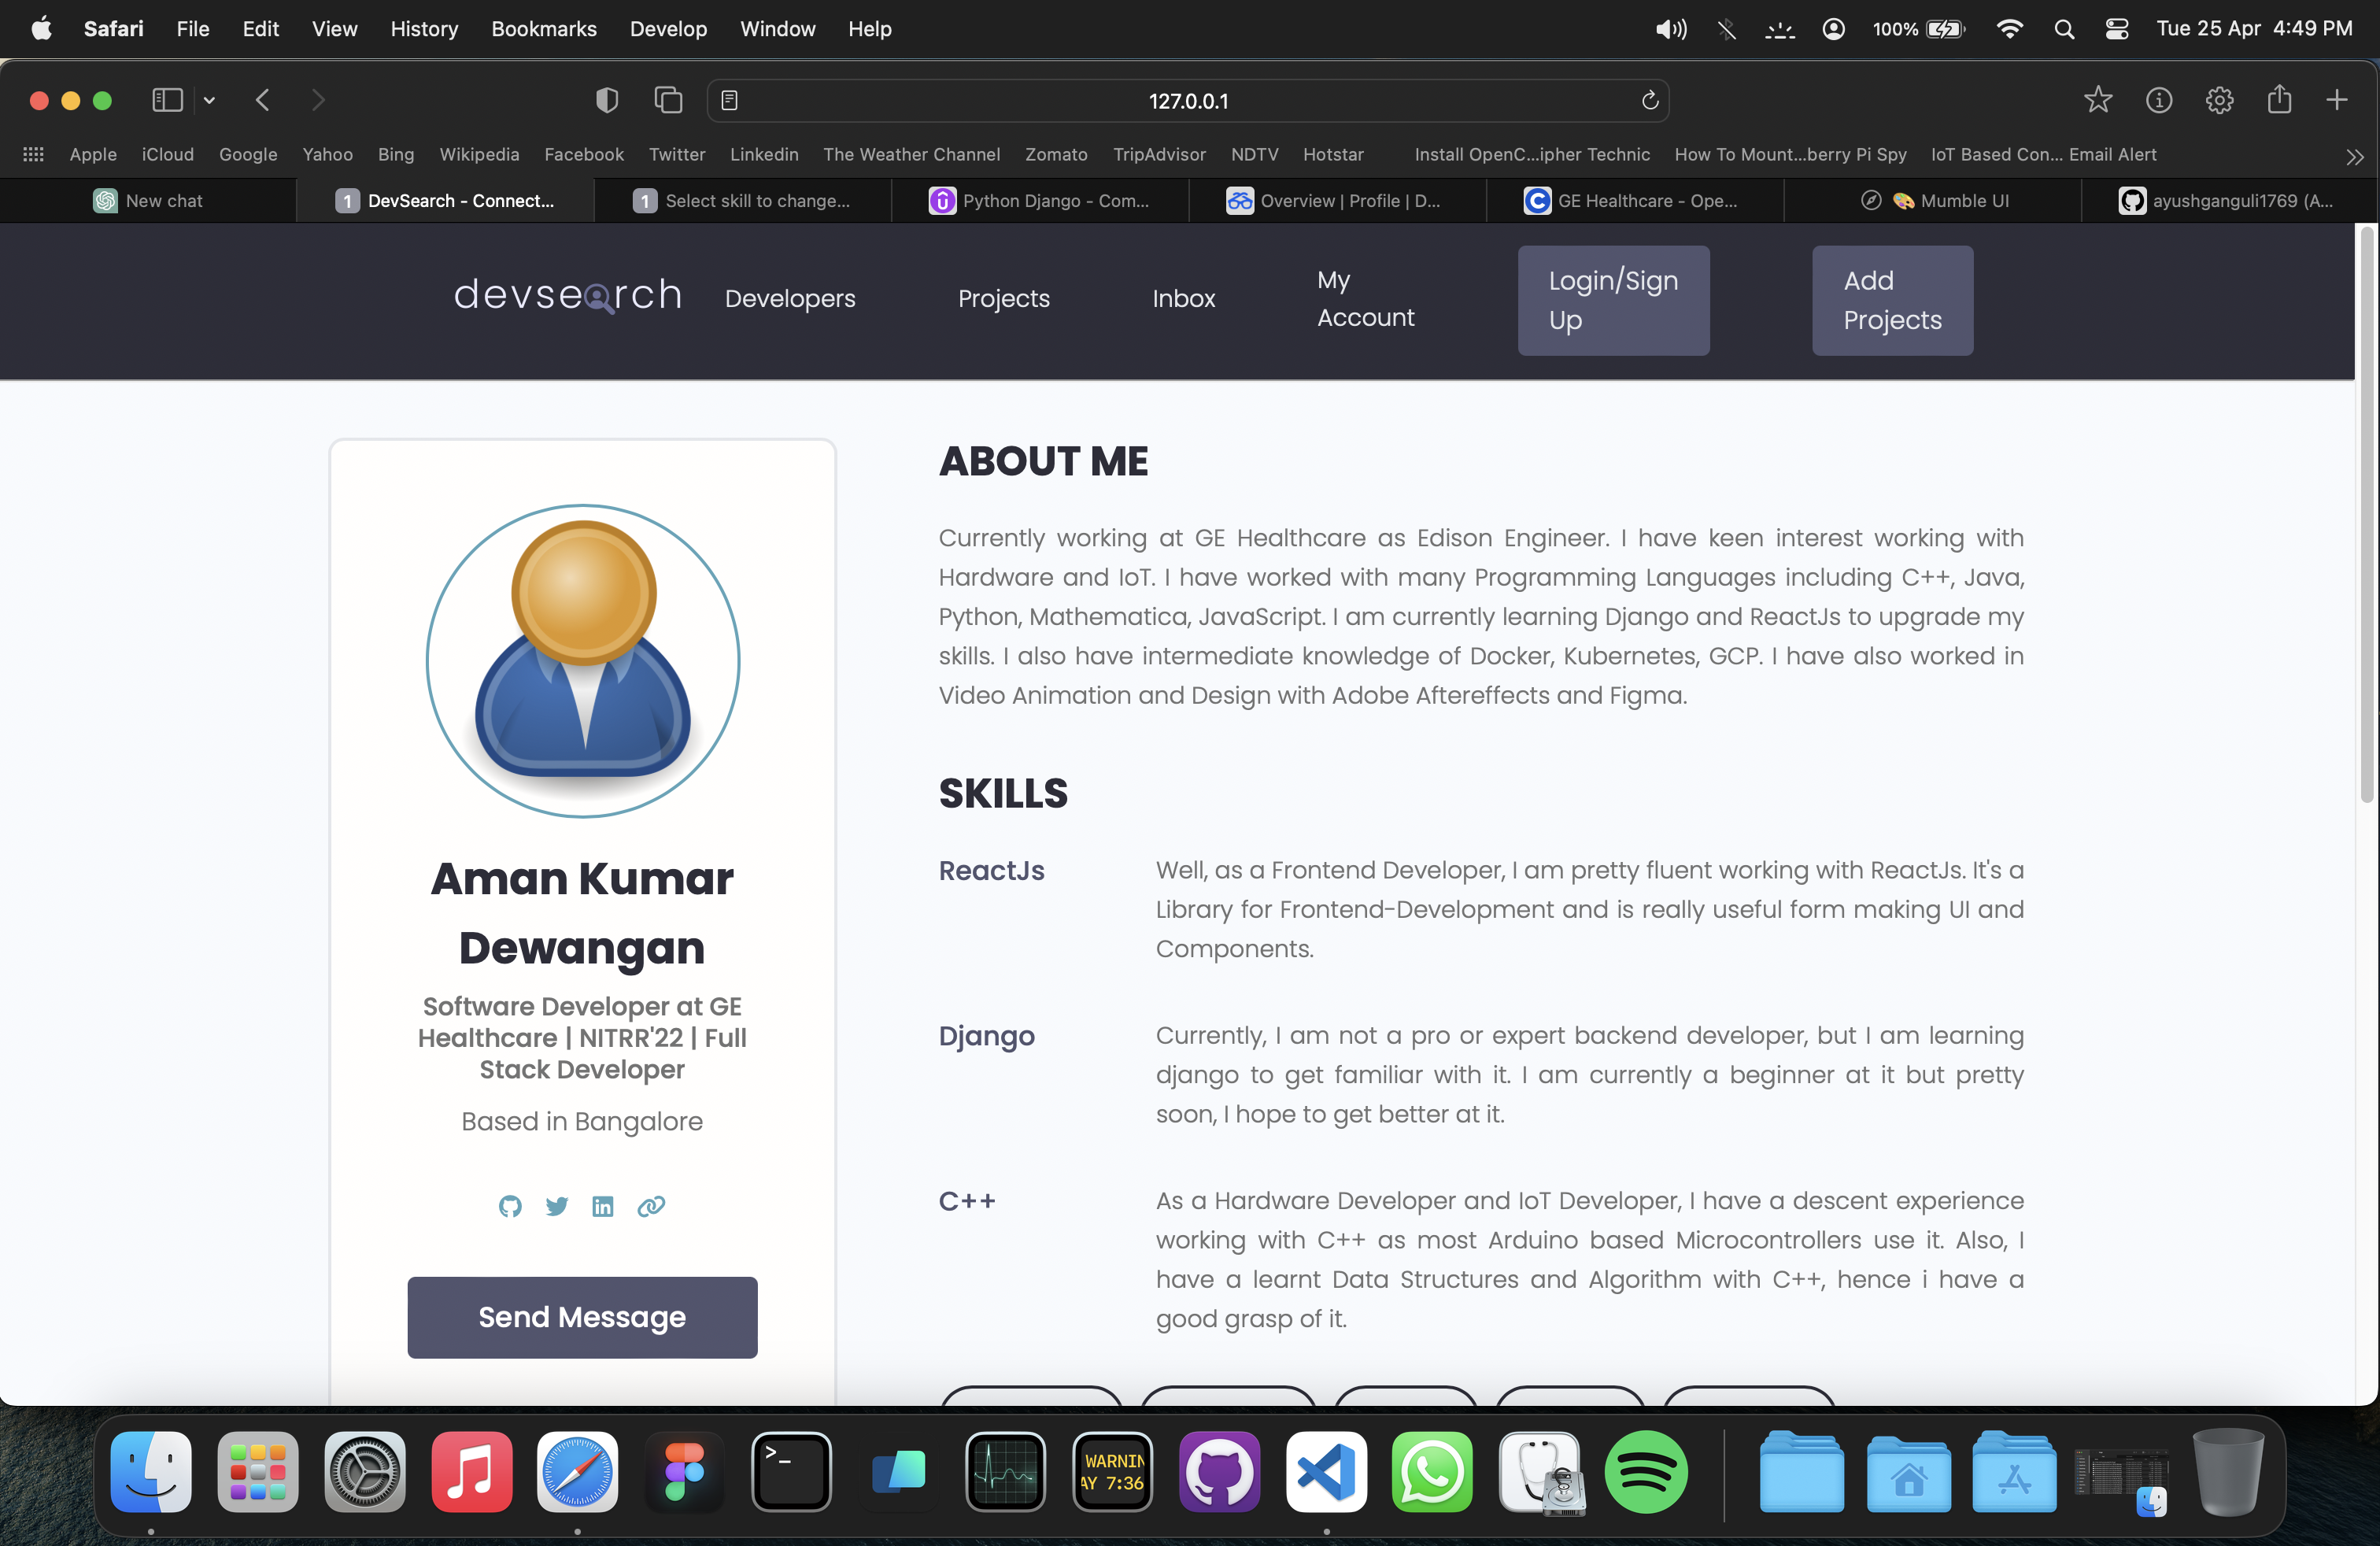 Safari File Edit View History Bookmarks Develop Window Help 100% Tue 25 Apr 4:49 PM
127.0.0.1
Apple iCloud Google Yahoo Bing Wikipedia Facebook Twitter Linkedin The Weather Channel Zomato TripAdvisor NDTV Hotstar Install OpenC...ipher Technic How To Mount...berry Pi Spy IoT Based Con... Email Alert
New chat 1 DevSearch - Connect... 1 Select skill to change... Python Django - Com... Overview | Profile | D... GE Healthcare - Ope... Mumble UI ayushganguli1769 (A...
devsearch Developers Projects Inbox My Account Login/Sign Up Add Projects
Aman Kumar
Dewangan
Software Developer at GE
Healthcare | NITRR'22 | Full
Stack Developer
Based in Bangalore
Send Message
ABOUT ME
Currently working at GE Healthcare as Edison Engineer. I have keen interest working with
Hardware and IoT. I have worked with many Programming Languages including C++, Java,
Python, Mathematica, JavaScript. I am currently learning Django and ReactJs to upgrade my
skills. I also have intermediate knowledge of Docker, Kubernetes, GCP. I have also worked in
Video Animation and Design with Adobe Aftereffects and Figma.
SKILLS
ReactJs
Well, as a Frontend Developer, I am pretty fluent working with ReactJs. It's a
Library for Frontend-Development and is really useful form making UI and
Components.
Django
Currently, I am not a pro or expert backend developer, but I am learning
django to get familiar with it. I am currently a beginner at it but pretty
soon, I hope to get better at it.
C++
As a Hardware Developer and IoT Developer, I have a descent experience
working with C++ as most Arduino based Microcontrollers use it. Also, I
have a learnt Data Structures and Algorithm with C++, hence i have a
good grasp of it.
WARNIN
AY 7:36